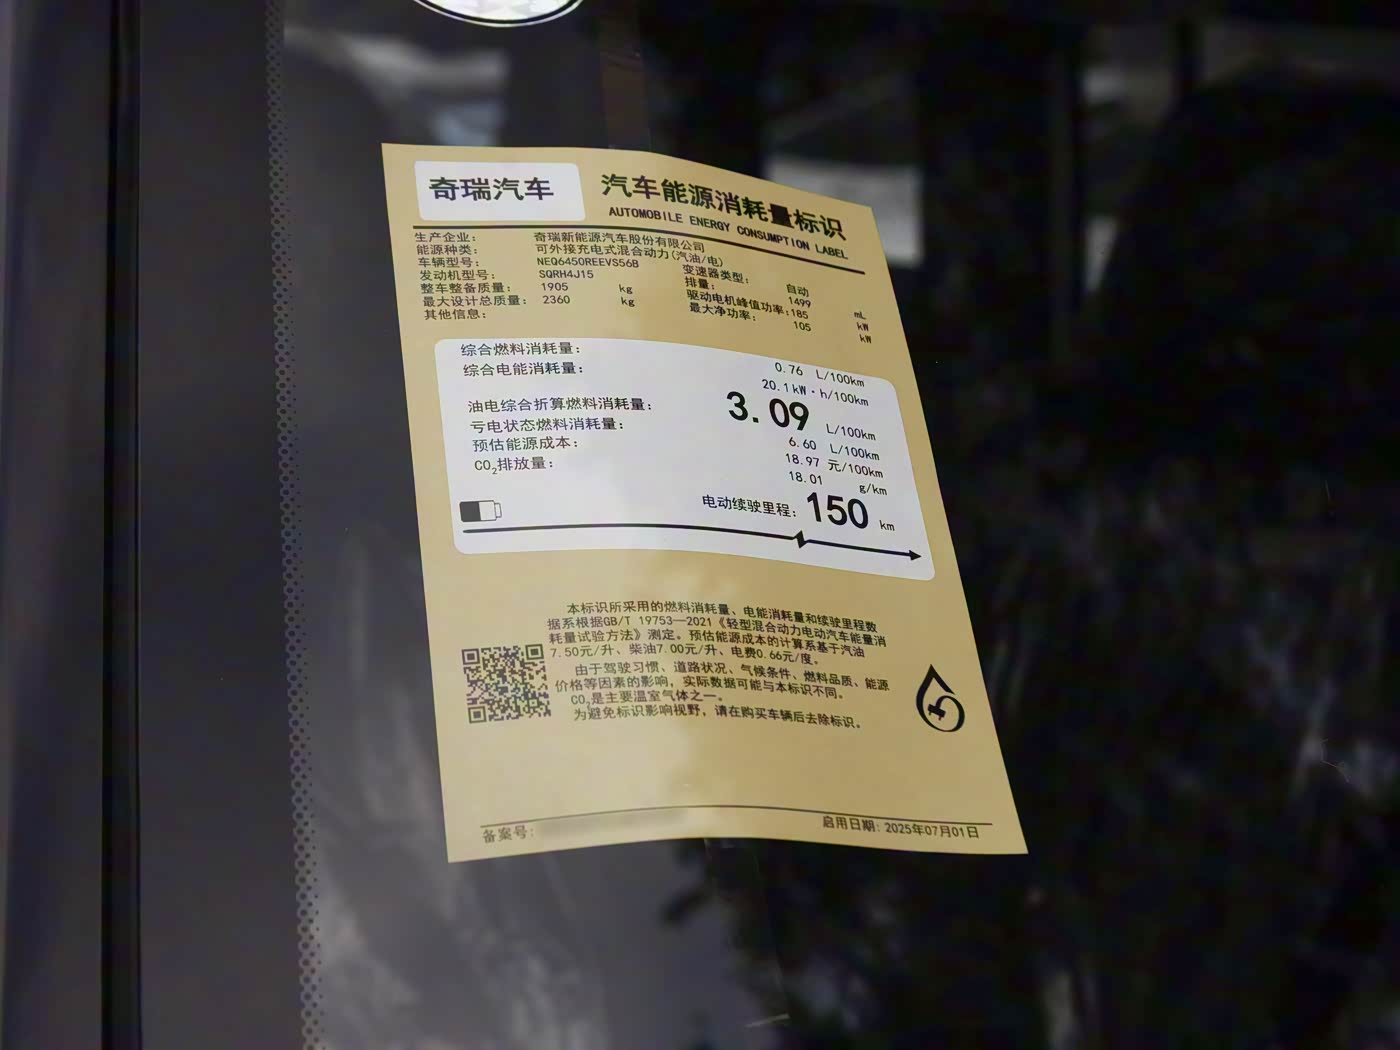 奇瑞汽车
汽车能源消耗量标识
AUTOMOBILE ENERGY CONSUMPTION LABEL
生产企业: 奇瑞新能源汽车股份有限公司
能源种类: 可外接充电式混合动力(汽油/电)
车辆型号: NEQ6450REEVS56B 变速器类型: 自动
发动机型号: SQRH4J15 排量: 1499 mL
整车整备质量: 1905 kg 驱动电机峰值功率: 185 kW
最大设计总质量: 2360 kg 最大净功率: 105 kW
其他信息:
综合燃料消耗量: 0.76 L/100km
综合电能消耗量: 20.1 kW·h/100km
油电综合折算燃料消耗量: 3.09 L/100km
亏电状态燃料消耗量: 6.60 L/100km
预估能源成本: 18.97 元/100km
CO2排放量: 18.01 g/km
电动续驶里程: 150 km
本标识所采用的燃料消耗量、电能消耗量和续驶里程数
据系根据GB/T 19753—2021《轻型混合动力电动汽车能量消
耗量试验方法》测定。预估能源成本的计算系基于汽油
7.50元/升、柴油7.00元/升、电费0.66元/度。
由于驾驶习惯、道路状况、气候条件、燃料品质、能源
价格等因素的影响，实际数据可能与本标识不同。
CO2是主要温室气体之一。
为避免标识影响视野，请在购买车辆后去除标识。
备案号:
启用日期: 2025年07月01日